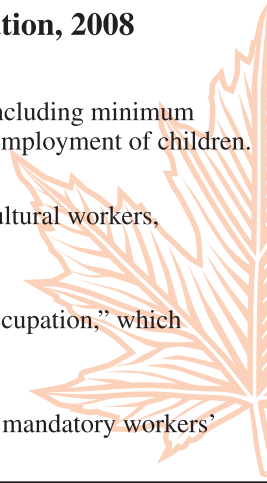 tion, 2008
ncluding minimum
mployment of children.
ultural workers,
cupation,” which
mandatory workers’